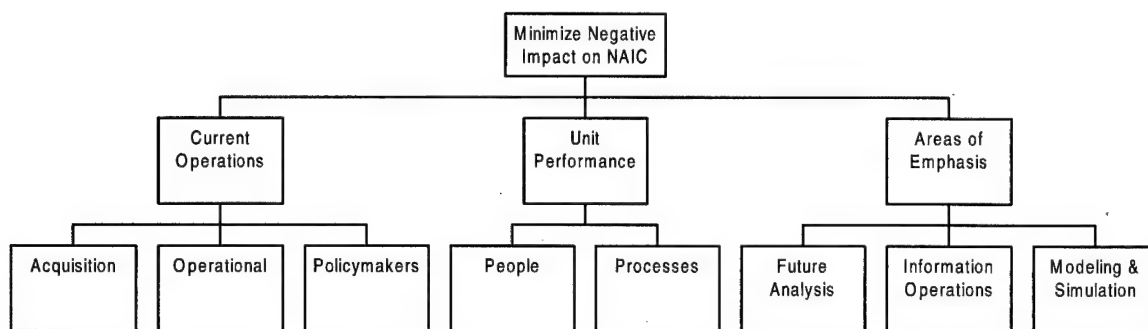 Minimize Negative
Impact on NAIC
Current
Operations
Unit
Performance
Areas of
Emphasis
Acquisition
Operational
Policymakers
People
Processes
Future
Analysis
Information
Operations
Modeling &
Simulation